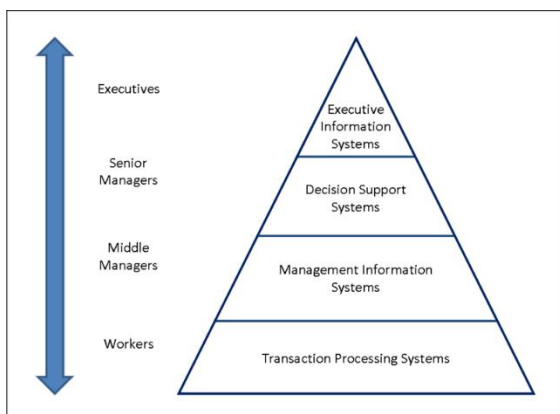 Executives
Executive
Information
Systems
Senior
Managers
Decision Support
Systems
Middle
Managers
Management Information
Systems
Workers
Transaction Processing Systems